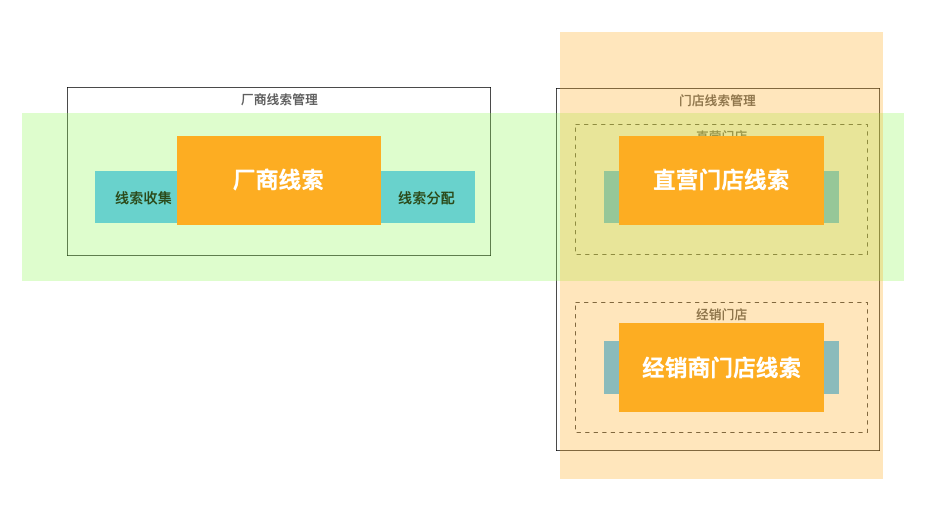 厂商线索管理
门店线索管理
直营门店
厂商线索
直营门店线索
线索收集
线索分配
经销门店
经销商门店线索